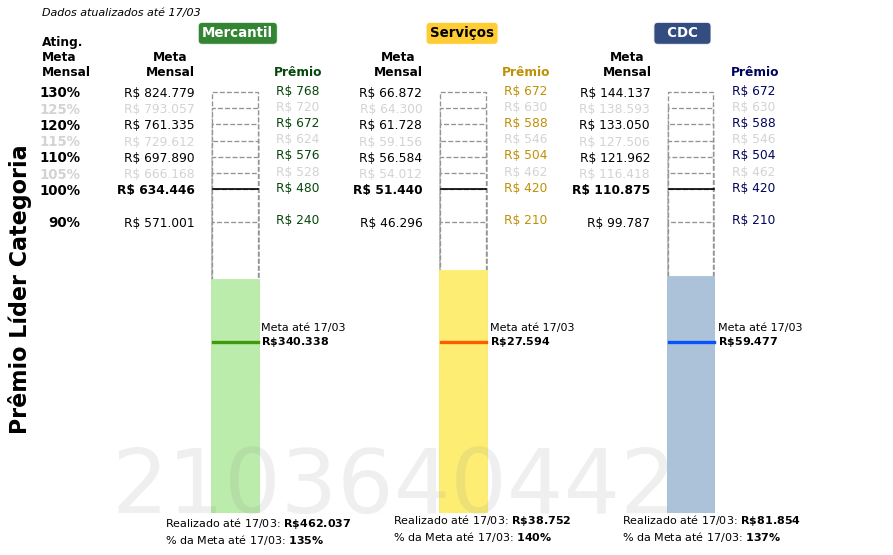 Dados atualizados até 17/03
Mercantil Serviços CDC
Ating. Meta Mensal Meta Mensal Prêmio Meta Mensal Prêmio Meta Mensal Prêmio
130% R$ 824.779 R$ 768 R$ 66.872 R$ 672 R$ 144.137 R$ 672
125% R$ 793.057 R$ 720 R$ 64.300 R$ 630 R$ 138.593 R$ 630
120% R$ 761.335 R$ 672 R$ 61.728 R$ 588 R$ 133.050 R$ 588
115% R$ 729.612 R$ 624 R$ 59.156 R$ 546 R$ 127.506 R$ 546
110% R$ 697.890 R$ 576 R$ 56.584 R$ 504 R$ 121.962 R$ 504
105% R$ 666.168 R$ 528 R$ 54.012 R$ 462 R$ 116.418 R$ 462
100% R$ 634.446 R$ 480 R$ 51.440 R$ 420 R$ 110.875 R$ 420
90% R$ 571.001 R$ 240 R$ 46.296 R$ 210 R$ 99.787 R$ 210
Prêmio Líder Categoria
Meta até 17/03 Meta até 17/03 Meta até 17/03
R$340.338 R$27.594 R$59.477
2103640442
Realizado até 17/03: R$462.037 Realizado até 17/03: R$38.752 Realizado até 17/03: R$81.854
% da Meta até 17/03: 135% % da Meta até 17/03: 140% % da Meta até 17/03: 137%